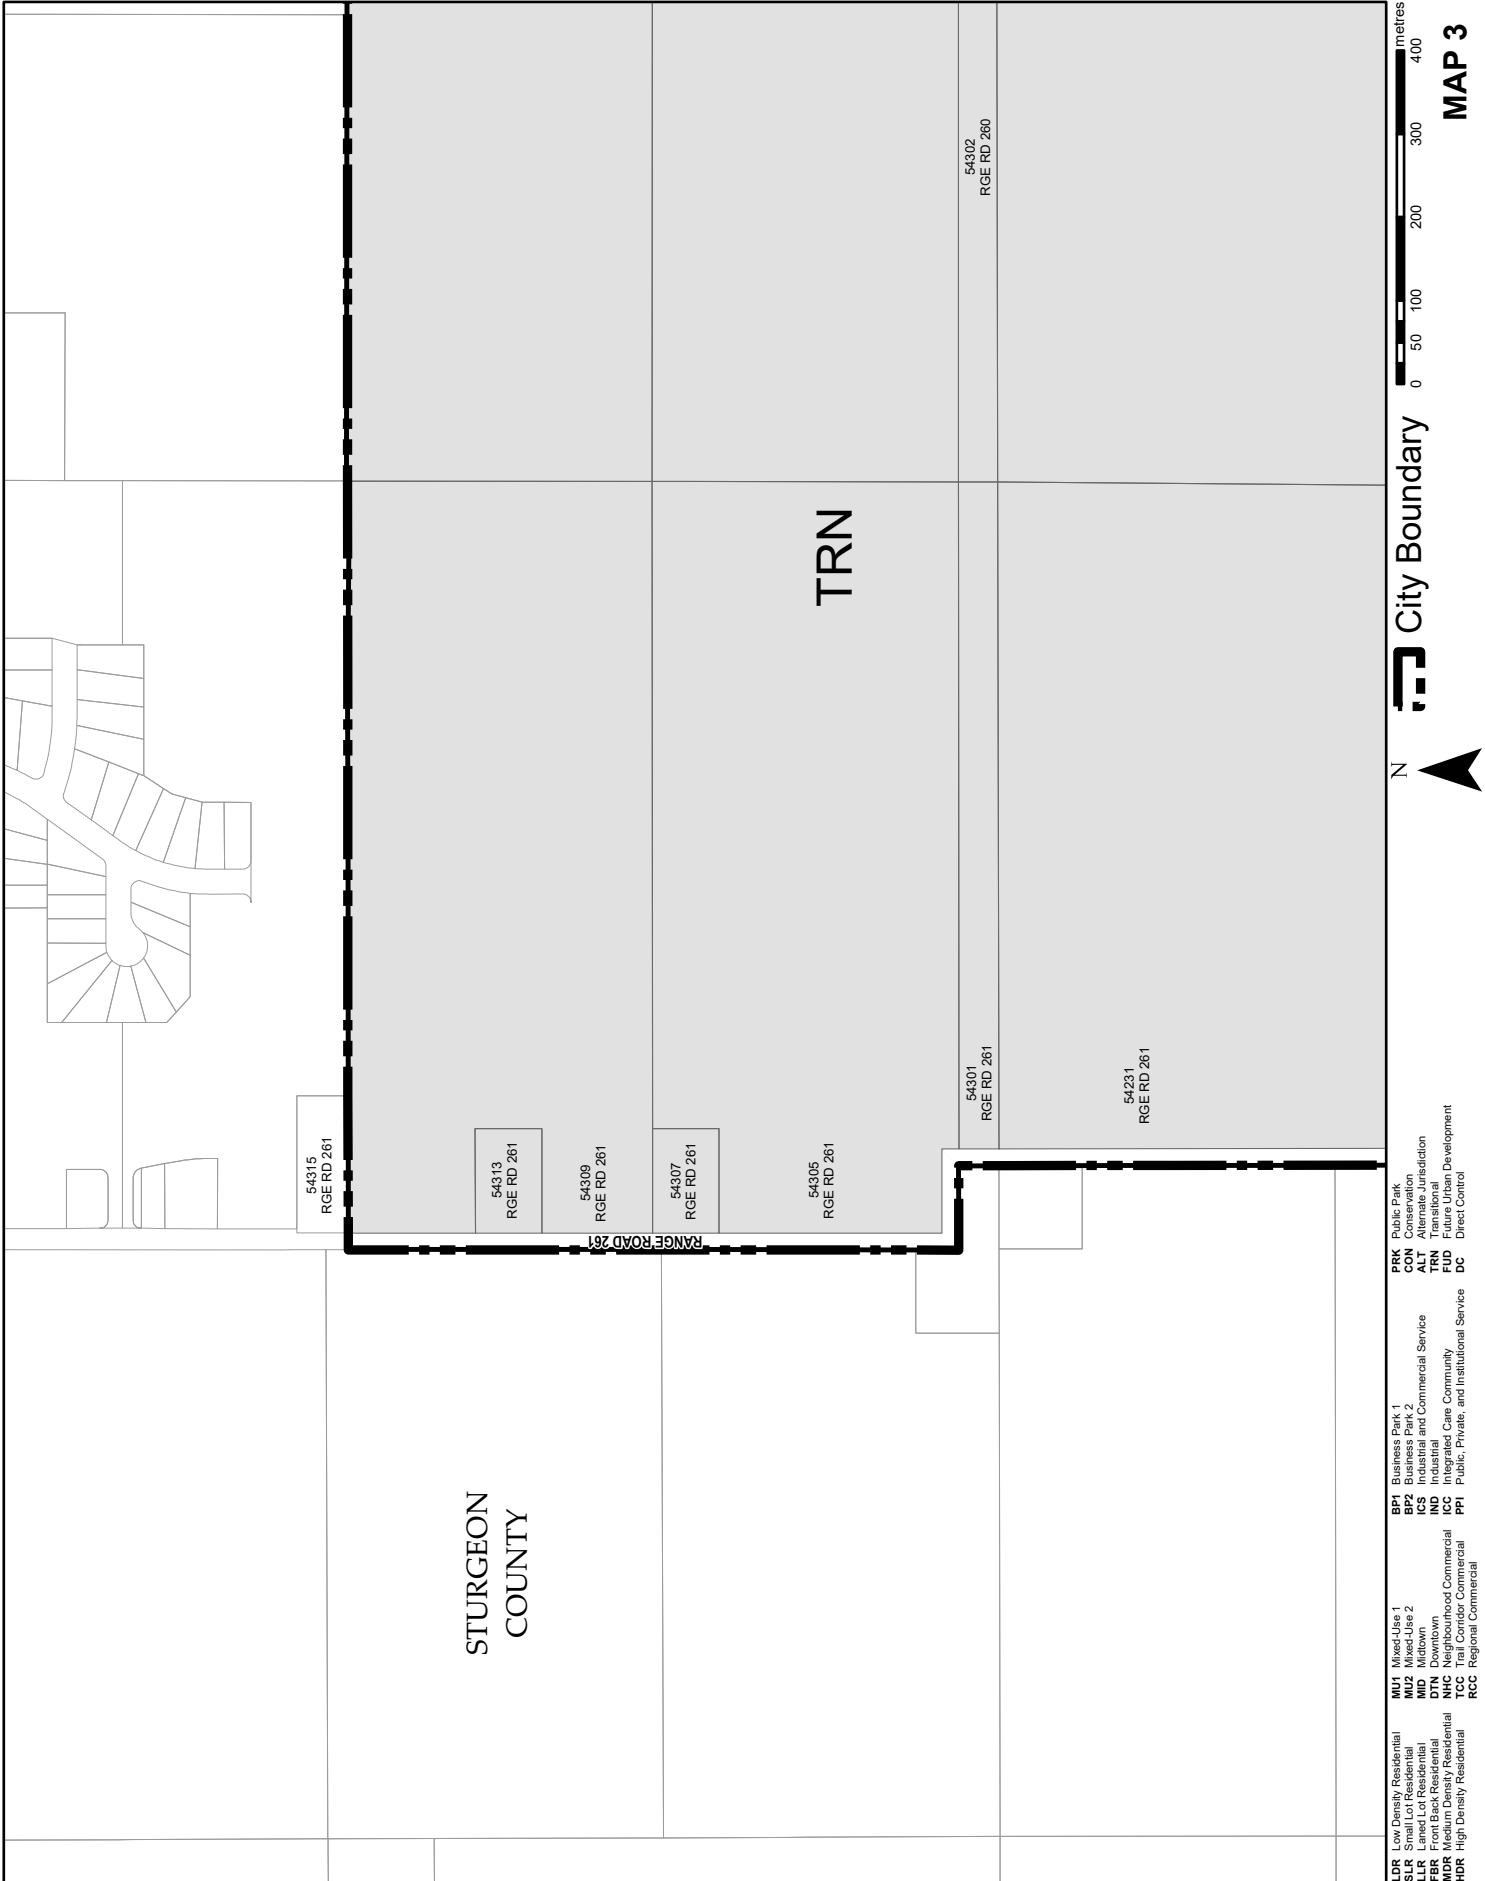 54315
RGE RD 261
54313
RGE RD 261
54309
RGE RD 261
54307
RGE RD 261
54305
RGE RD 261
RANGE ROAD 261
54301
RGE RD 261
54302
RGE RD 260
54231
RGE RD 261
TRN
STURGEON
COUNTY
LDR Low Density Residential
SLR Small Lot Residential
LLR Laned Lot Residential
FBR Front Back Residential
MDR Medium Density Residential
HDR High Density Residential
MU1 Mixed-Use 1
MU2 Mixed-Use 2
MID Midtown
DTN Downtown
NHC Neighbourhood Commercial
TCC Trail Corridor Commercial
RCC Regional Commercial
BP1 Business Park 1
BP2 Business Park 2
ICS Industrial and Commercial Service
IND Industrial
ICC Integrated Care Community
PPI Public, Private, and Institutional Service
PRK Public Park
CON Conservation
ALT Alternate Jurisdiction
TRN Transitional
FUD Future Urban Development
DC Direct Control
N
City Boundary
0 50 100 200 300 400
metres
MAP 3